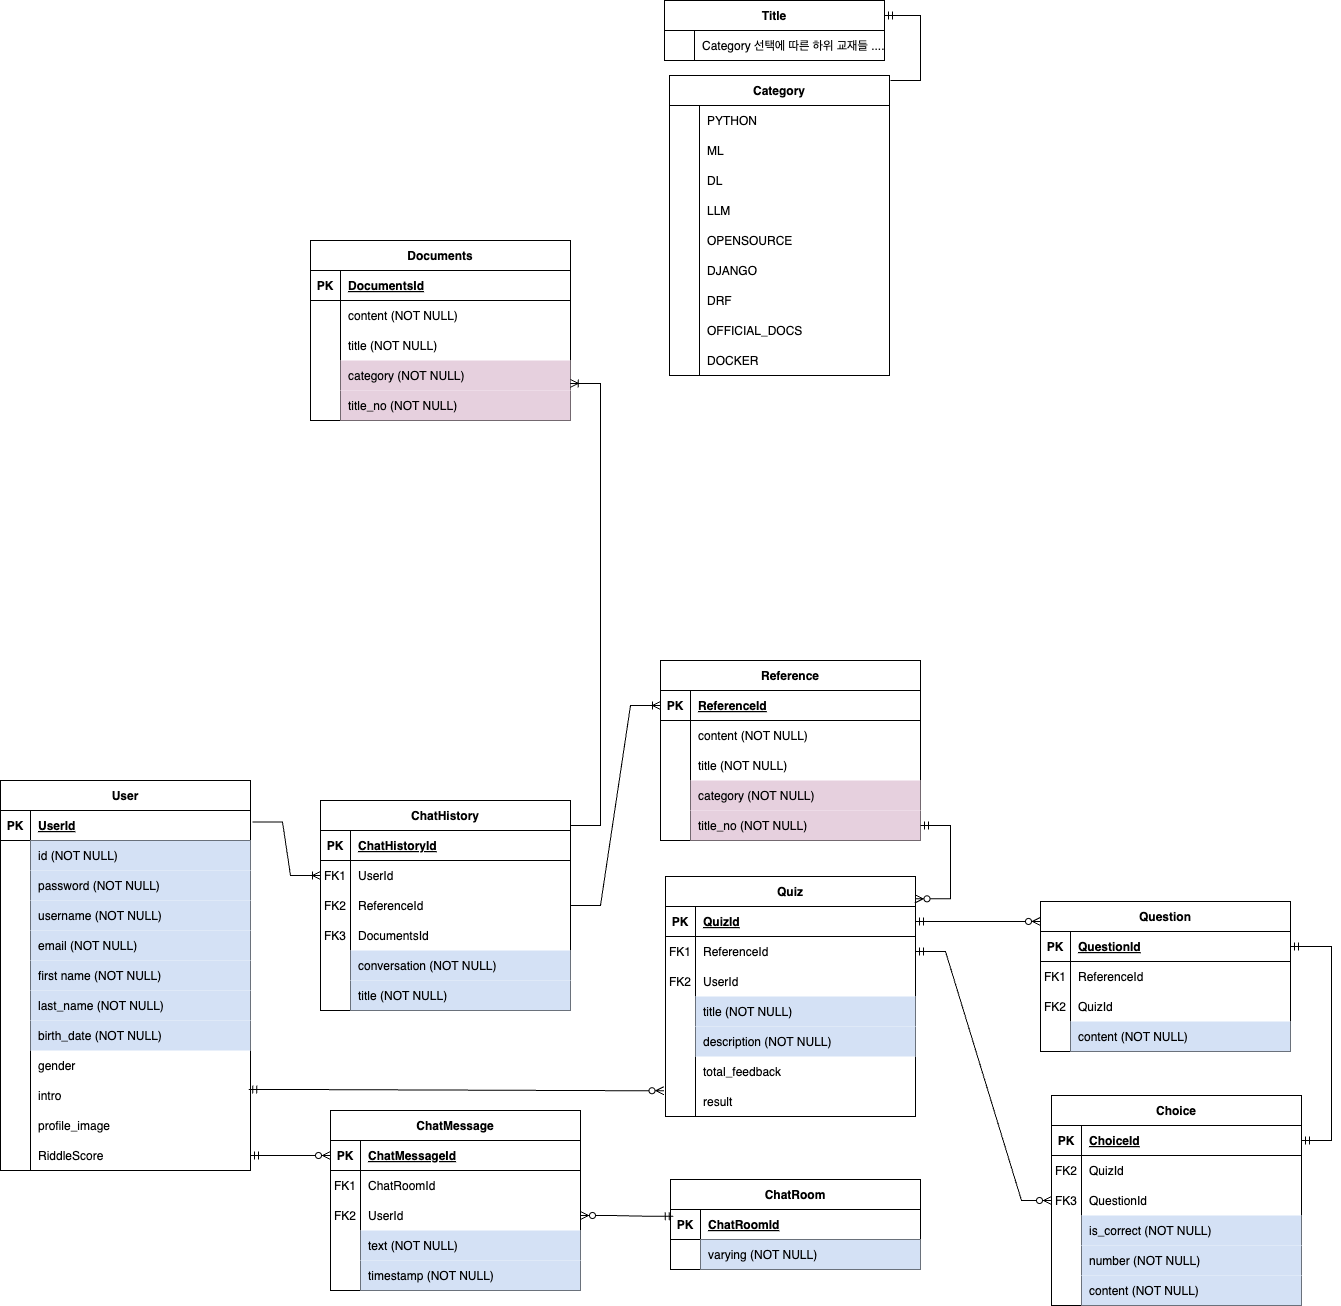 Title
Category 선택에 따른 하위 교재들 ....
Category
PYTHON
ML
DL
LLM
OPENSOURCE
DJANGO
DRF
OFFICIAL_DOCS
DOCKER
Documents
PK DocumentsId
content (NOT NULL)
title (NOT NULL)
category (NOT NULL)
title_no (NOT NULL)
Reference
PK ReferenceId
content (NOT NULL)
title (NOT NULL)
category (NOT NULL)
title_no (NOT NULL)
User
PK UserId
id (NOT NULL)
password (NOT NULL)
username (NOT NULL)
email (NOT NULL)
first name (NOT NULL)
last_name (NOT NULL)
birth_date (NOT NULL)
gender
intro
profile_image
RiddleScore
ChatHistory
PK ChatHistoryId
FK1 UserId
FK2 ReferenceId
FK3 DocumentsId
conversation (NOT NULL)
title (NOT NULL)
Quiz
PK QuizId
FK1 ReferenceId
FK2 UserId
title (NOT NULL)
description (NOT NULL)
total_feedback
result
Question
PK QuestionId
FK1 ReferenceId
FK2 QuizId
content (NOT NULL)
ChatMessage
PK ChatMessageId
FK1 ChatRoomId
FK2 UserId
text (NOT NULL)
timestamp (NOT NULL)
ChatRoom
PK ChatRoomId
varying (NOT NULL)
Choice
PK ChoiceId
FK2 QuizId
FK3 QuestionId
is_correct (NOT NULL)
number (NOT NULL)
content (NOT NULL)